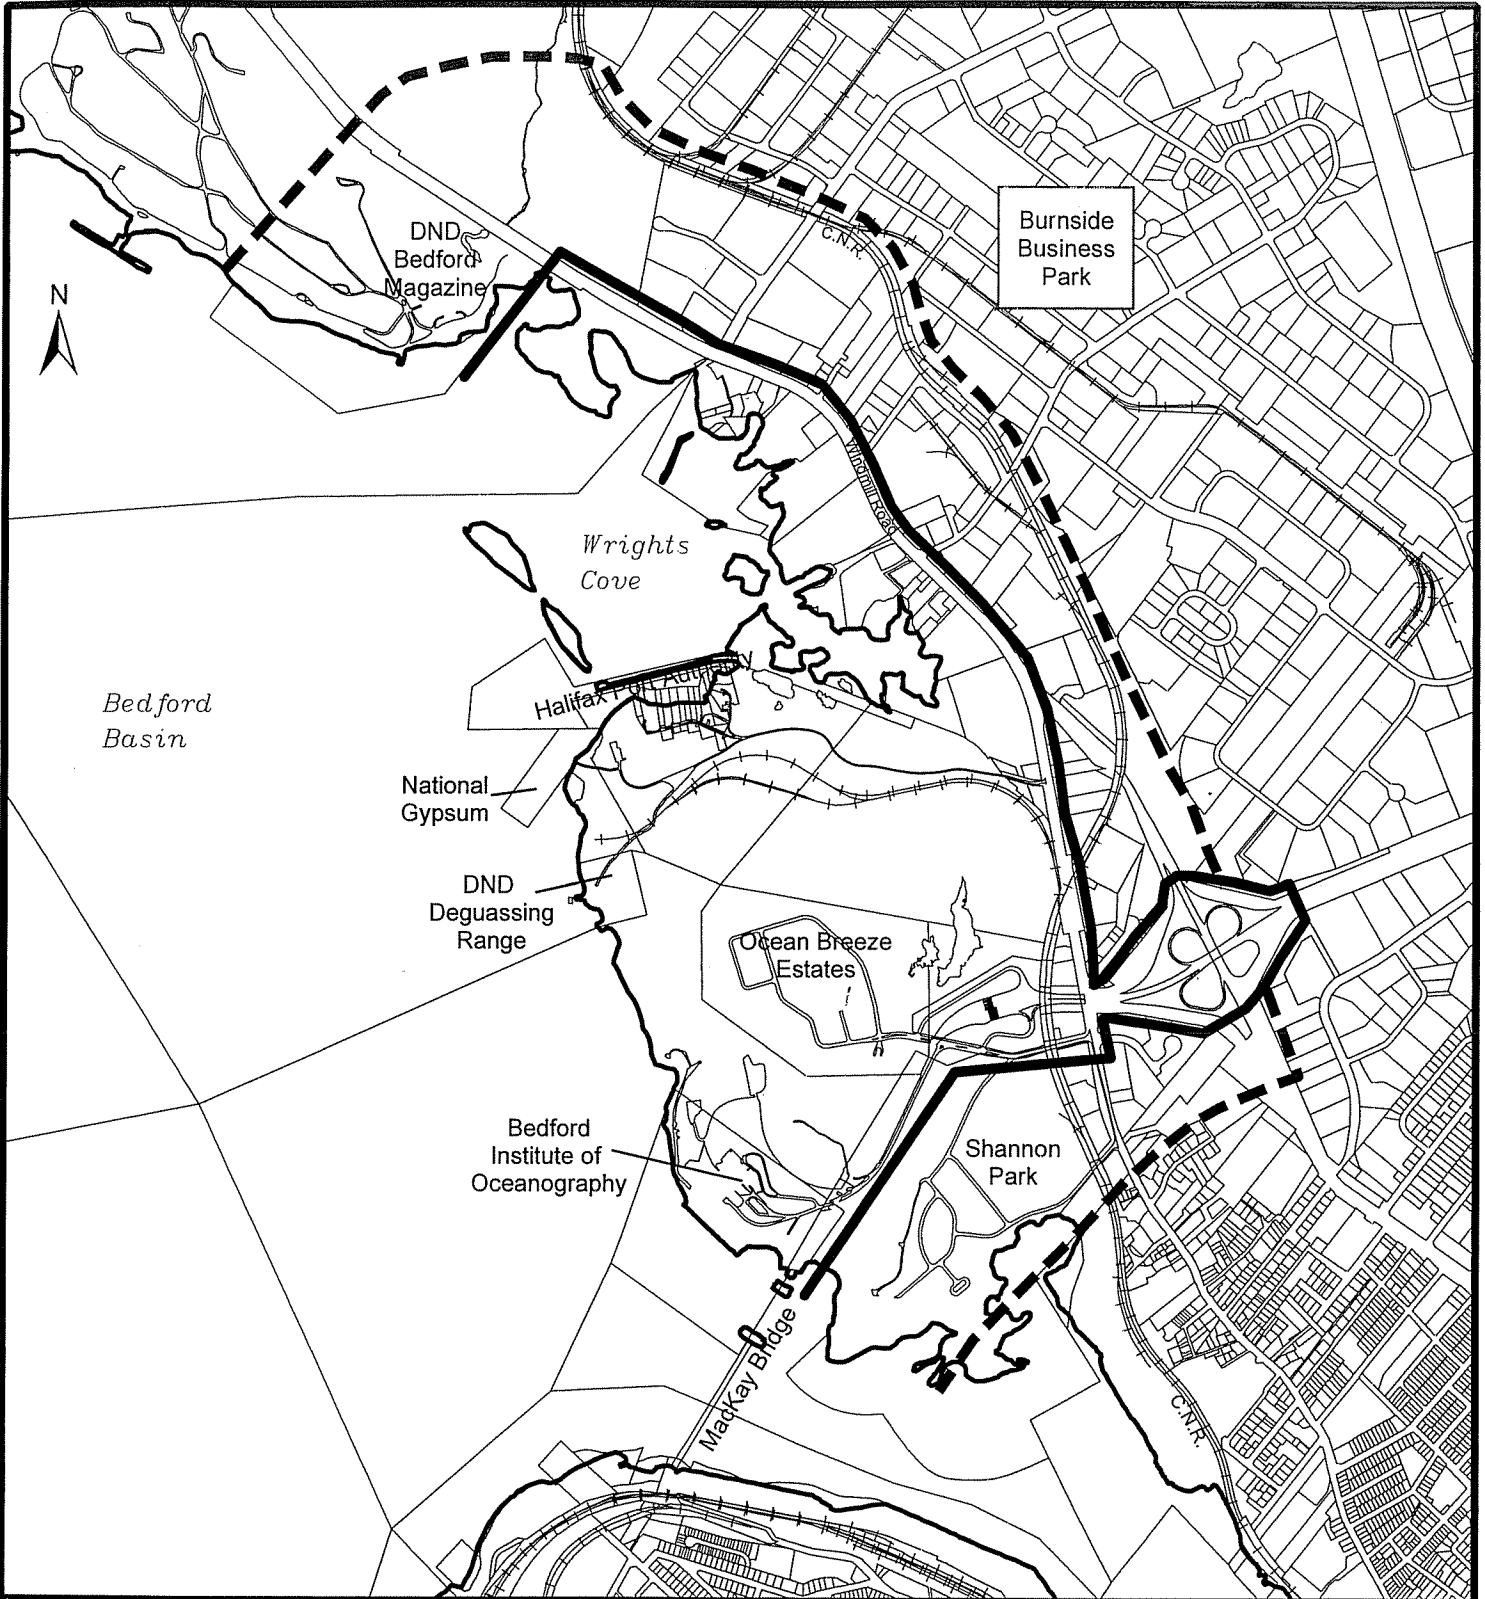 C.N.R.
Burnside
Business
Park
DND
Bedford
Magazine
N
Windmill Road
Wrights
Cove
Halifax Port Authority
Bedford
Basin
National
Gypsum
DND
Deguassing
Range
Ocean Breeze
Estates
Bedford
Institute of
Oceanography
Shannon
Park
MacKay Bridge
C.N.R.